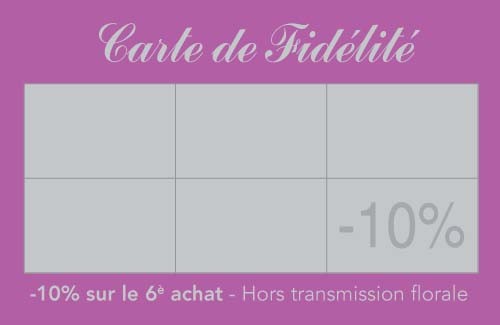 Carte de Fidélité
-10%
-10% sur le 6è achat - Hors transmission florale